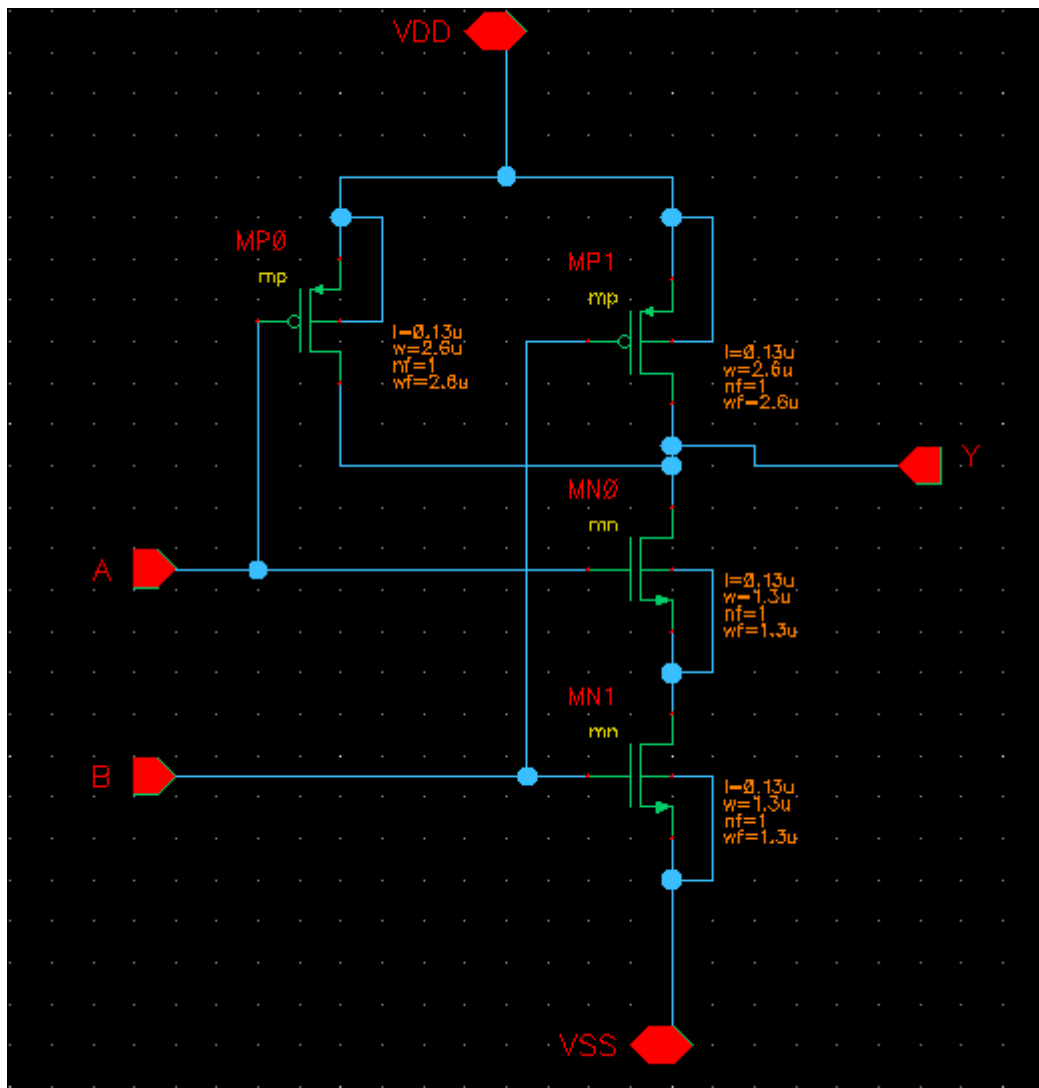 VDD
MP0
mp
l=0.13u
w=2.6u
nf=1
wf=2.6u
MP1
mp
l=0.13u
w=2.6u
nf=1
wf=2.6u
Y
MN0
mn
A
l=0.13u
w=1.3u
nf=1
wf=1.3u
MN1
mn
B
l=0.13u
w=1.3u
nf=1
wf=1.3u
VSS